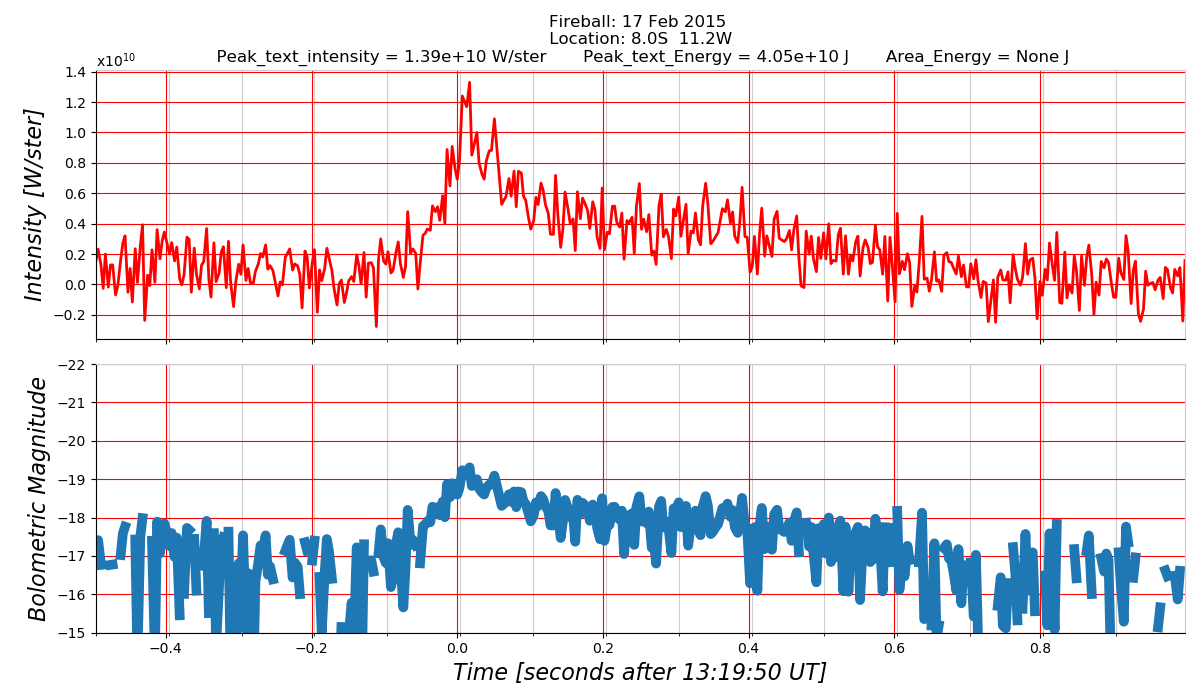 Fireball: 17 Feb 2015
Location: 8.0S  11.2W
Peak_text_intensity = 1.39e+10 W/ster       Peak_text_Energy = 4.05e+10 J       Area_Energy = None J
x10¹⁰
1.4
1.2
1.0
0.8
0.6
0.4
0.2
0.0
−0.2
Intensity [W/ster]
−22
−21
−20
−19
−18
−17
−16
−15
Bolometric Magnitude
−0.4 −0.2 0.0 0.2 0.4 0.6 0.8
Time [seconds after 13:19:50 UT]